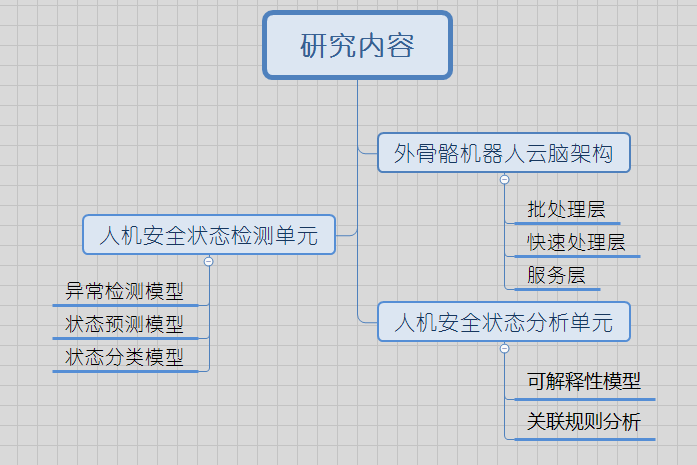 研究内容
外骨骼机器人云脑架构
批处理层
快速处理层
服务层
人机安全状态检测单元
异常检测模型
状态预测模型
状态分类模型
人机安全状态分析单元
可解释性模型
关联规则分析